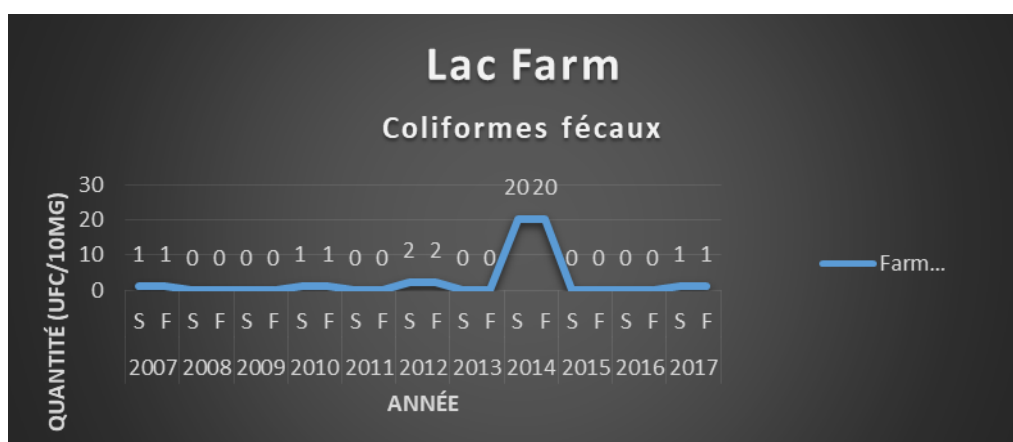 Lac Farm
Coliformes fécaux
QUANTITÉ (UFC/10MG)
30
20
10
0
1 1 0 0 0 0 1 1 0 0 2 2 0 0 20 20 0 0 0 0 1 1
S F S F S F S F S F S F S F S F S F S F S F
2007 2008 2009 2010 2011 2012 2013 2014 2015 2016 2017
ANNÉE
Farm...